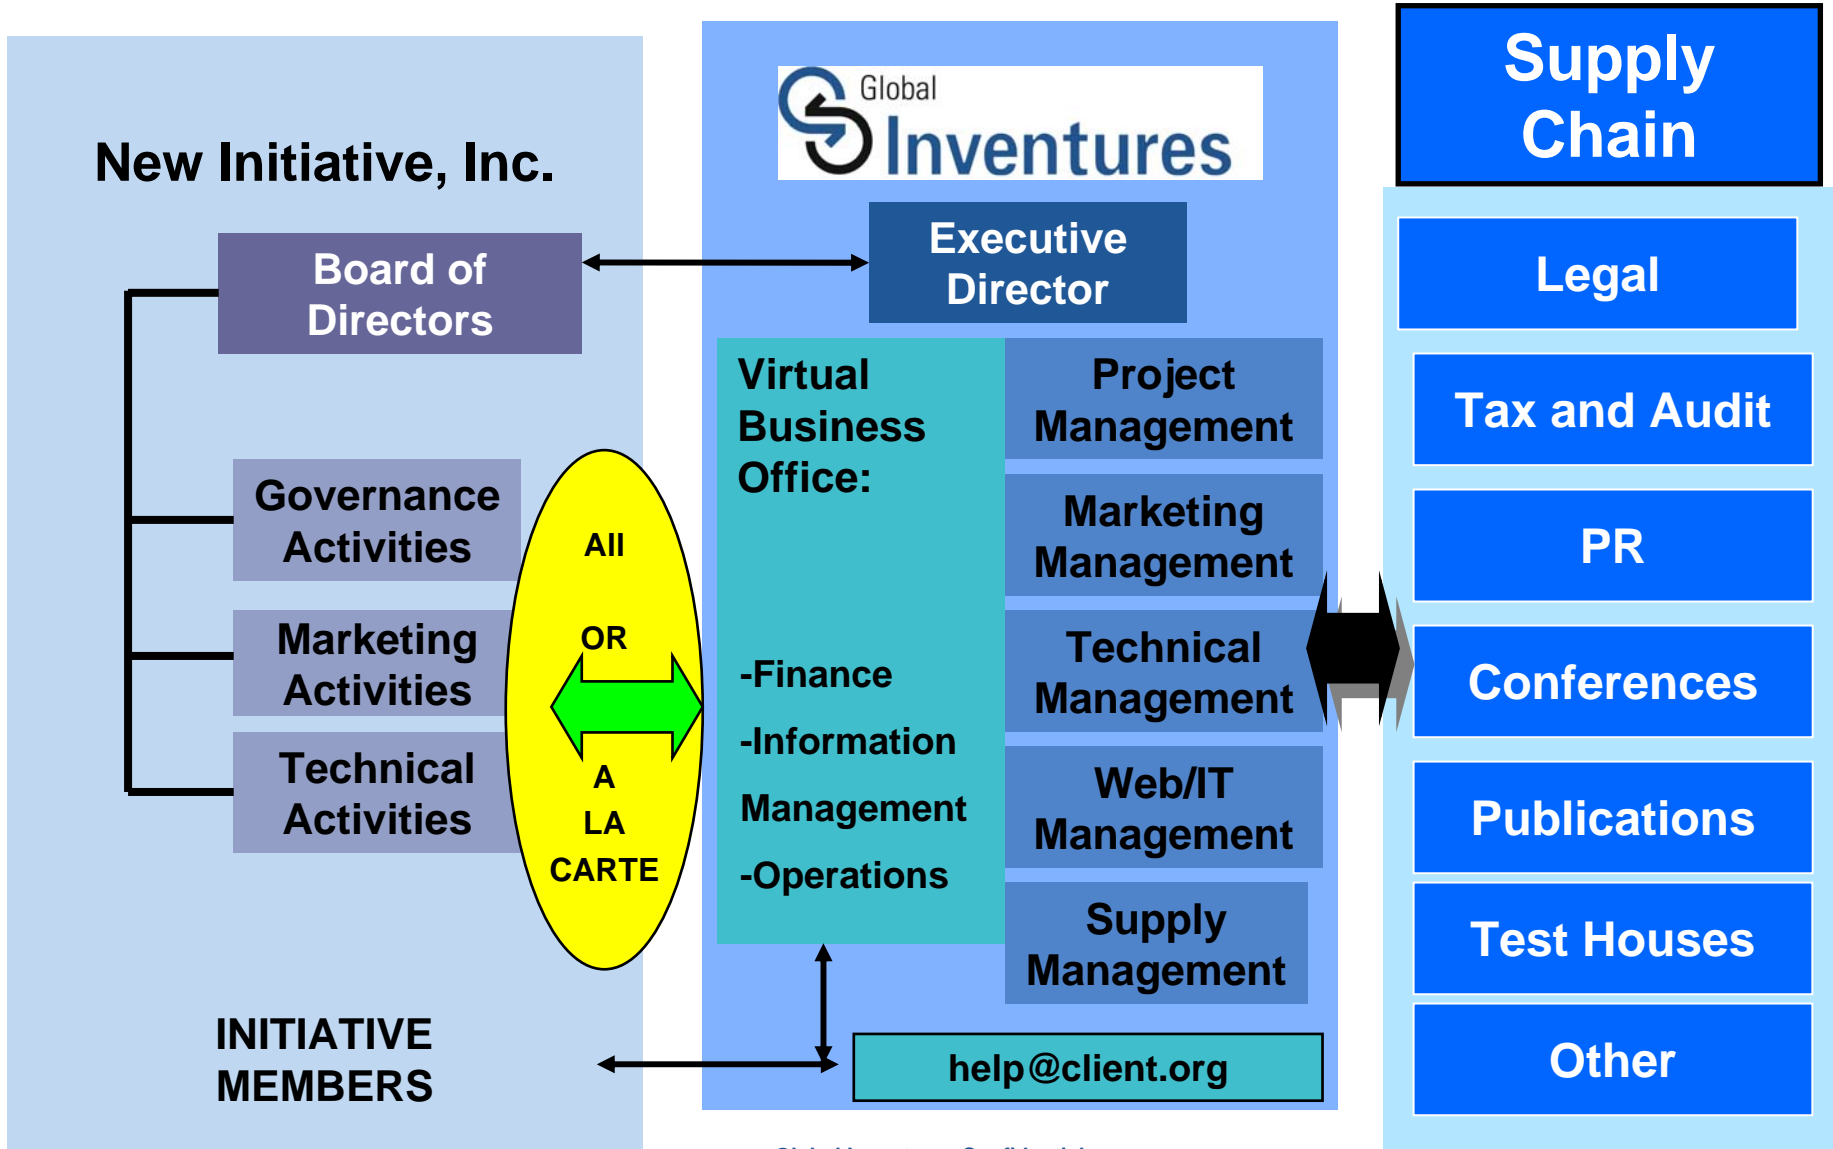 New Initiative, Inc.
Board of
Directors
Governance
Activities
Marketing
Activities
Technical
Activities
All
OR
A
LA
CARTE
INITIATIVE
MEMBERS
Global
Inventures
Executive
Director
Virtual
Business
Office:
-Finance
-Information
Management
-Operations
Project
Management
Marketing
Management
Technical
Management
Web/IT
Management
Supply
Management
help@client.org
Supply
Chain
Legal
Tax and Audit
PR
Conferences
Publications
Test Houses
Other